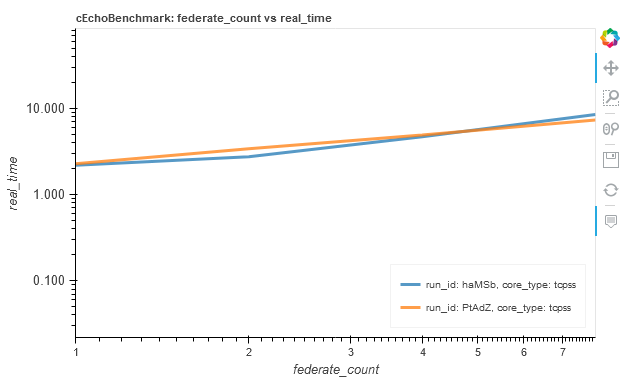 cEchoBenchmark: federate_count vs real_time
10.000
1.000
0.100
real_time
run_id: haMSb, core_type: tcpss
run_id: PtAdZ, core_type: tcpss
1 2 3 4 5 6 7
federate_count